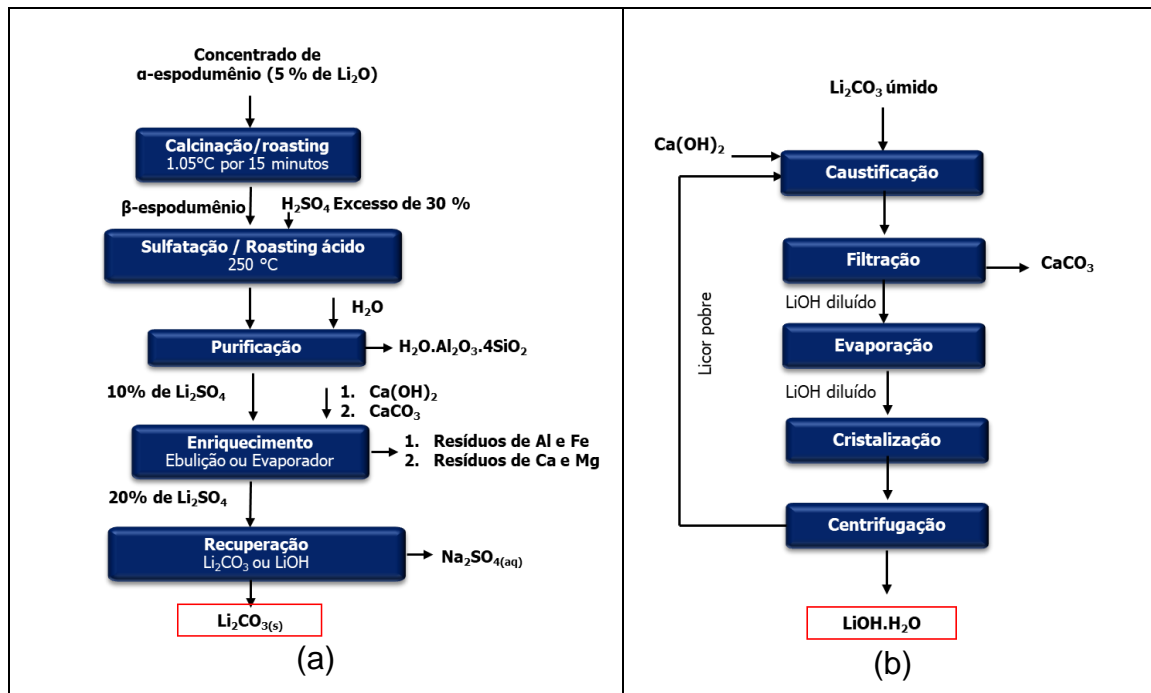 Concentrado de
α-espodumênio (5 % de Li₂O)
Calcinação/roasting
1.05°C por 15 minutos
β-espodumênio
H₂SO₄ Excesso de 30 %
Sulfatação / Roasting ácido
250 °C
H₂O
Purificação
H₂O.Al₂O₃.4SiO₂
10% de Li₂SO₄
1. Ca(OH)₂
2. CaCO₃
Enriquecimento
Ebulição ou Evaporador
1. Resíduos de Al e Fe
2. Resíduos de Ca e Mg
20% de Li₂SO₄
Recuperação
Li₂CO₃ ou LiOH
Na₂SO₄₍aq₎
Li₂CO₃₍s₎
(a)
Li₂CO₃ úmido
Ca(OH)₂
Caustificação
Filtração
CaCO₃
LiOH diluído
Licor pobre
Evaporação
LiOH diluído
Cristalização
Centrifugação
LiOH.H₂O
(b)